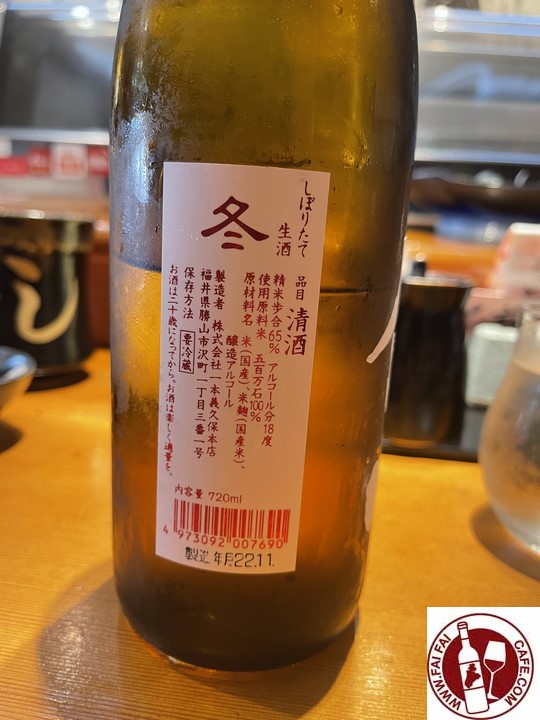 しぼりたて
生酒
冬
品目 清酒
精米歩合65% アルコール分18度
使用原料米 五百万石100%
原材料名 米(国産)、米麹(国産米)、
醸造アルコール
製造者 株式会社一本義久保本店
福井県勝山市沢町一丁目三番一号
保存方法 要冷蔵
お酒は二十歳になってから。お酒は楽しく適量を。
内容量 720ml
4 973092 007690
製造年月22.11.
し
WWW.FAIFAICAFE.COM